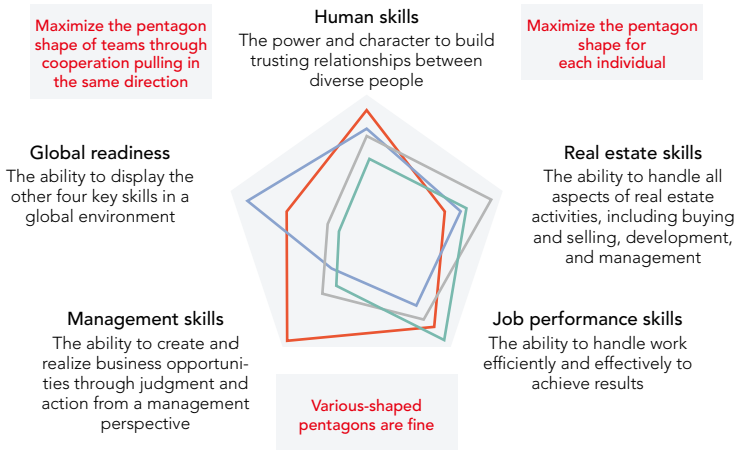 Maximize the pentagon
shape of teams through
cooperation pulling in
the same direction
Human skills
The power and character to build
trusting relationships between
diverse people
Maximize the pentagon
shape for
each individual
Global readiness
The ability to display the
other four key skills in a
global environment
Real estate skills
The ability to handle all
aspects of real estate
activities, including buying
and selling, development,
and management
Management skills
The ability to create and
realize business opportuni-
ties through judgment and
action from a management
perspective
Job performance skills
The ability to handle work
efficiently and effectively to
achieve results
Various-shaped
pentagons are fine